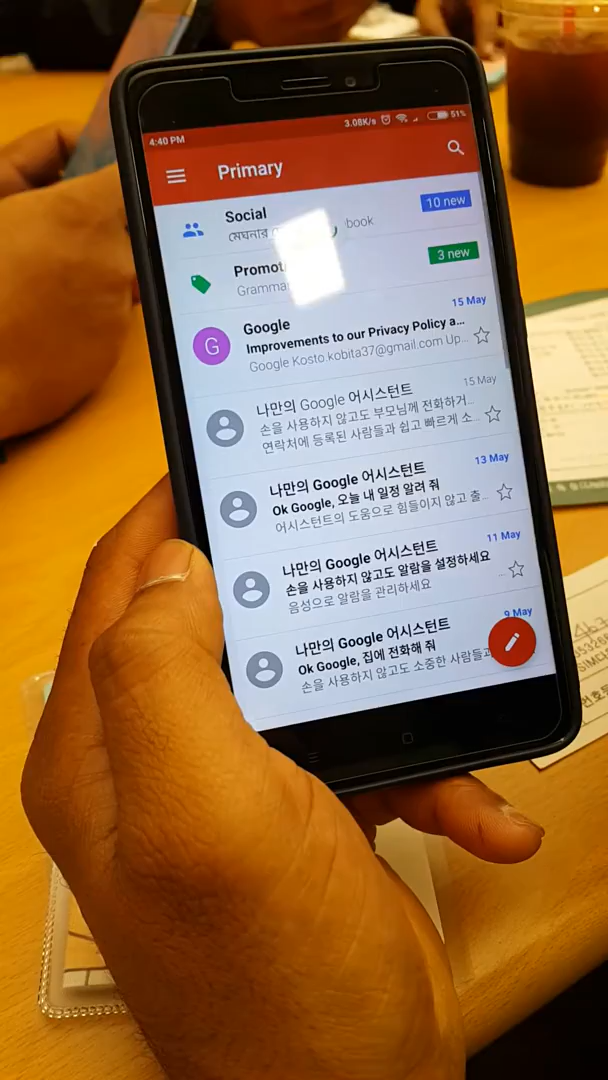 4:40 PM 3.08K/s 51%
Primary
Social 10 new
মেঘনার book
Promot 3 new
Gramma
Google 15 May
Improvements to our Privacy Policy a...
Google Kosto.kobita37@gmail.com Up...
나만의 Google 어시스턴트 15 May
손을 사용하지 않고도 부모님께 전화하거...
연락처에 등록된 사람들과 쉽고 빠르게 소...
나만의 Google 어시스턴트 13 May
Ok Google, 오늘 내 일정 알려 줘
어시스턴트의 도움으로 힘들이지 않고 출...
나만의 Google 어시스턴트 11 May
손을 사용하지 않고도 알람을 설정하세요
음성으로 알람을 관리하세요 ...
나만의 Google 어시스턴트 9 May
Ok Google, 집에 전화해 줘
손을 사용하지 않고도 소중한 사람들과